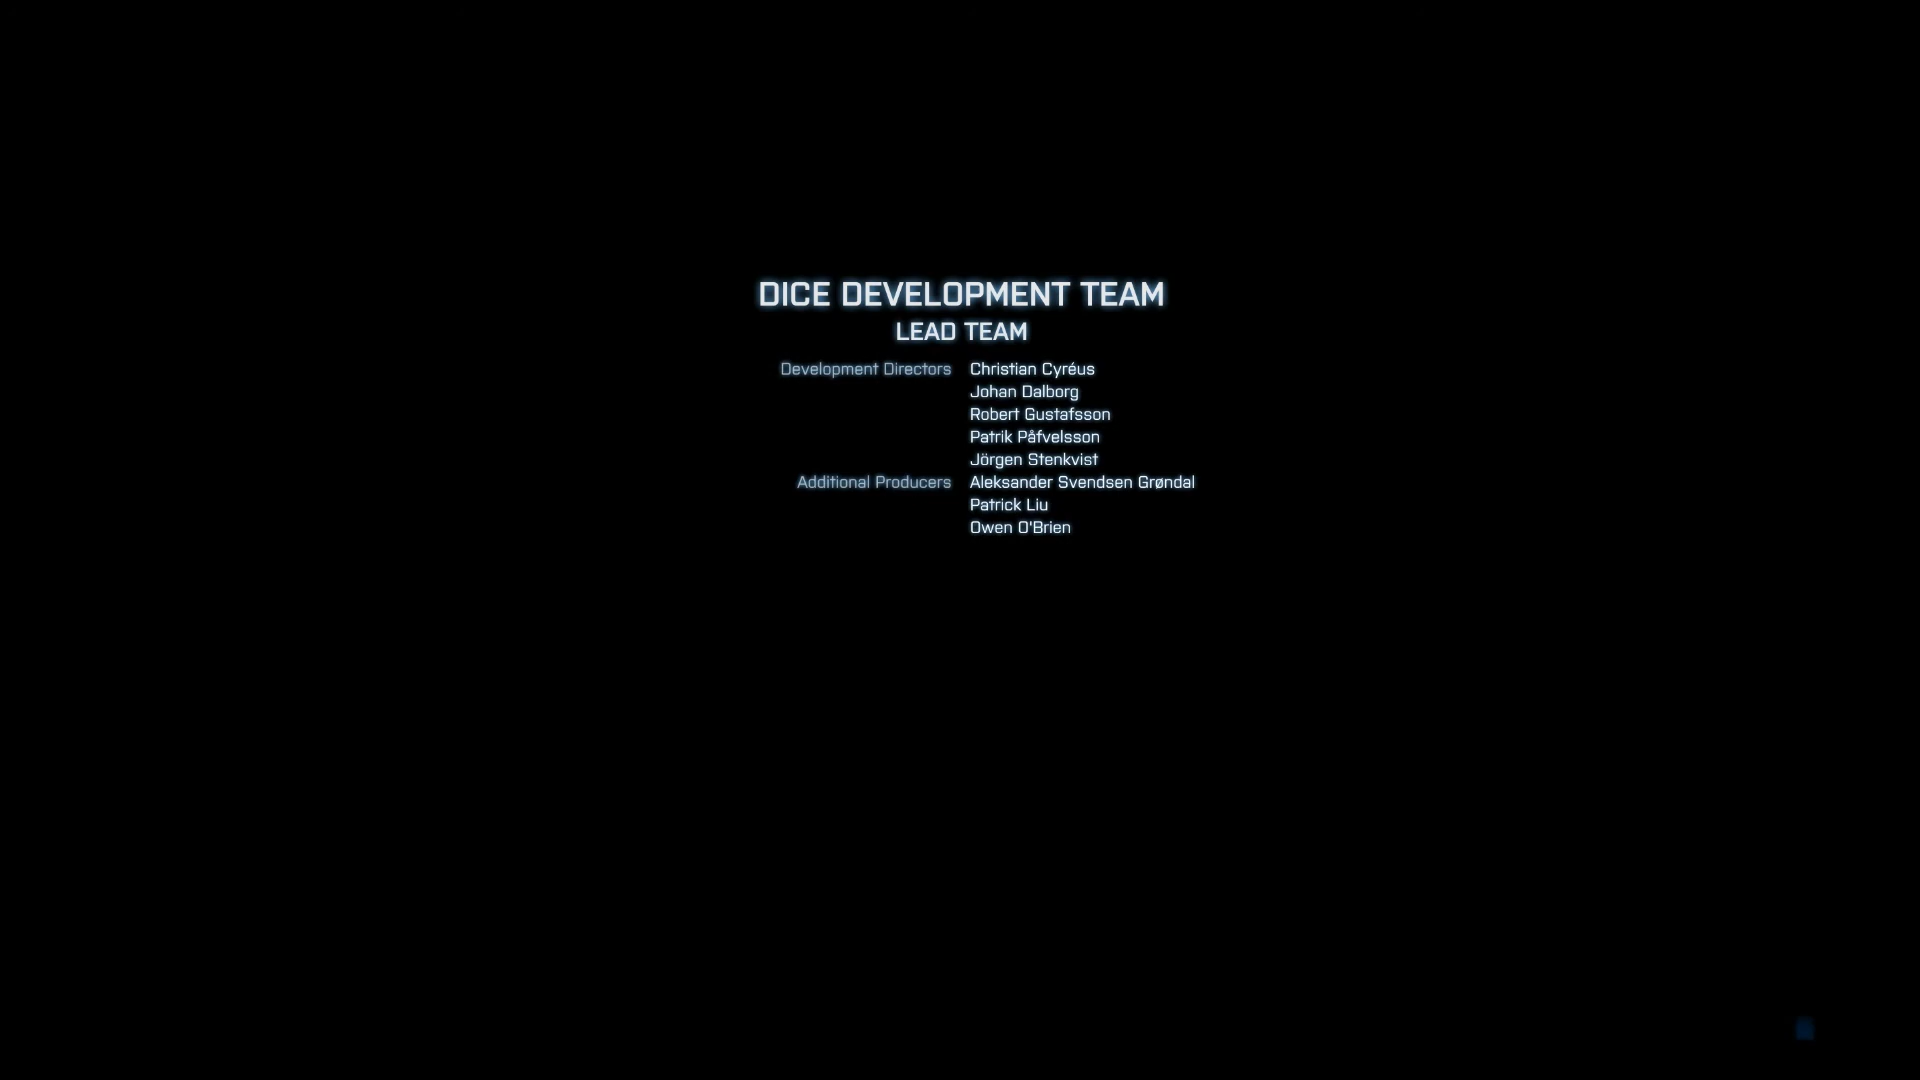 DICE DEVELOPMENT TEAM
LEAD TEAM
Development Directors Christian Cyréus
Johan Dalborg
Robert Gustafsson
Patrik Påfvelsson
Jörgen Stenkvist
Additional Producers Aleksander Svendsen Grøndal
Patrick Liu
Owen O'Brien